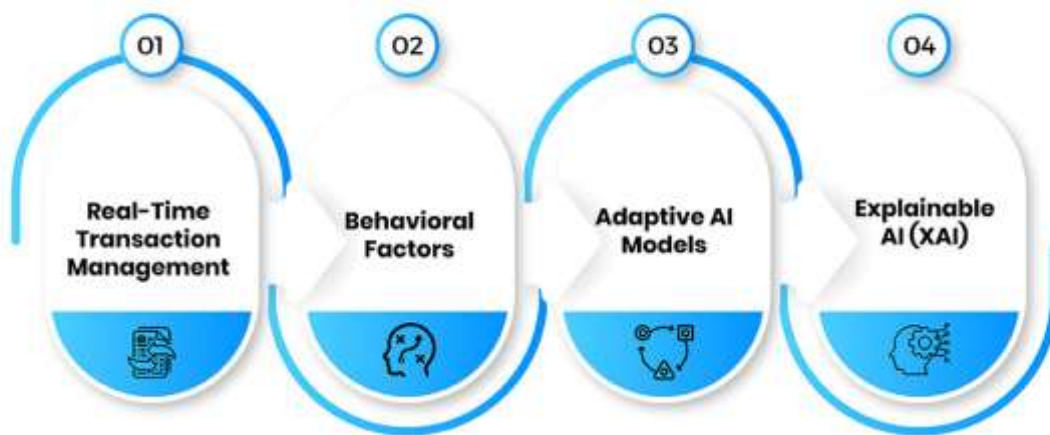 01
Real-Time
Transaction
Management
02
Behavioral
Factors
03
Adaptive AI
Models
04
Explainable
AI (XAI)